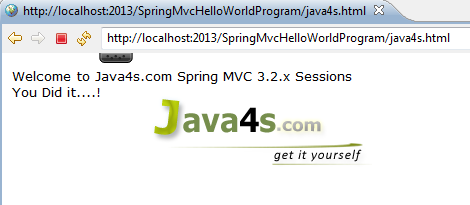 http://localhost:2013/SpringMvcHelloWorldProgram/java4s.html
http://localhost:2013/SpringMvcHelloWorldProgram/java4s.html
Welcome to Java4s.com Spring MVC 3.2.x Sessions
You Did it....!
Java4s.com
get it yourself